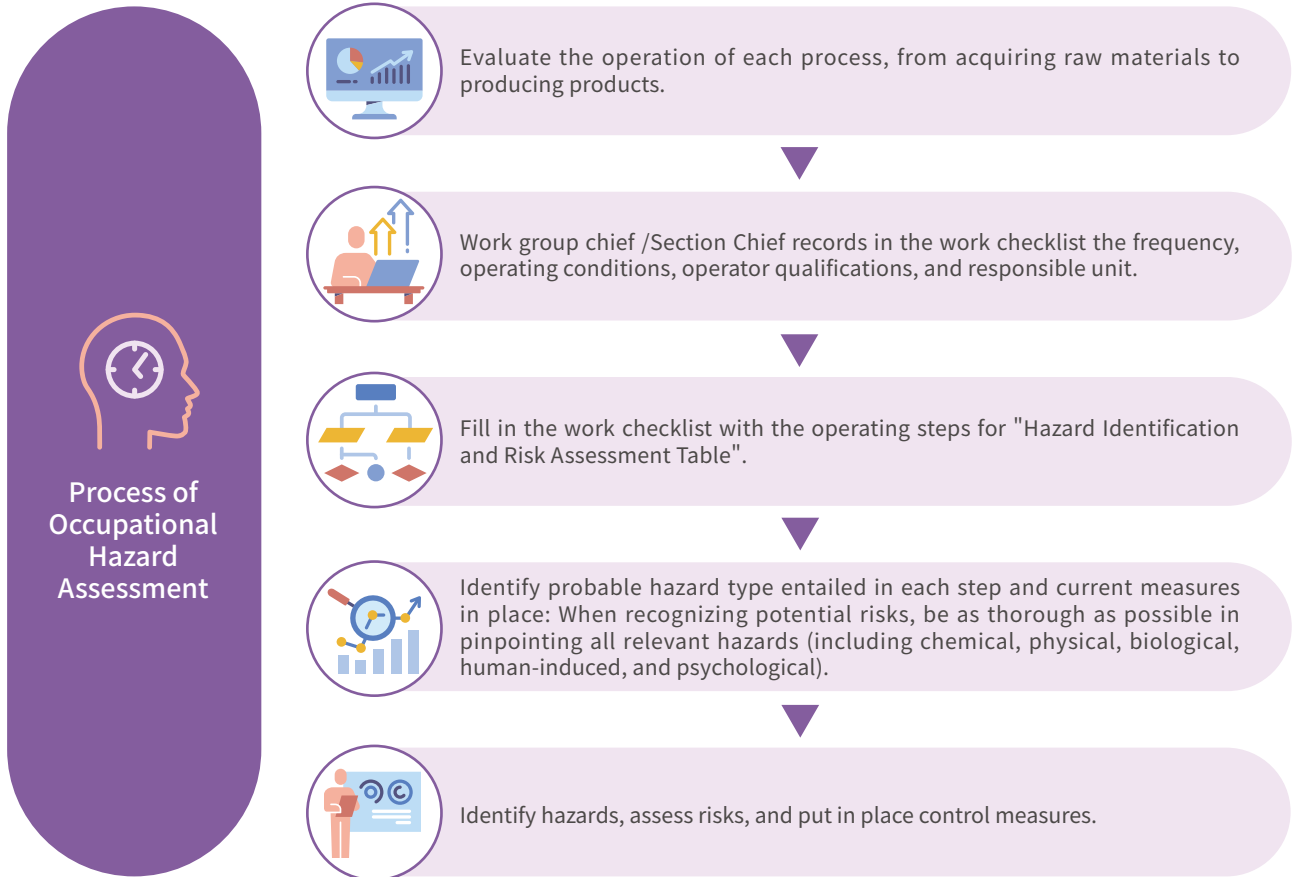 Process of
Occupational
Hazard
Assessment
Evaluate the operation of each process, from acquiring raw materials to
producing products.
Work group chief /Section Chief records in the work checklist the frequency,
operating conditions, operator qualifications, and responsible unit.
Fill in the work checklist with the operating steps for "Hazard Identification
and Risk Assessment Table".
Identify probable hazard type entailed in each step and current measures
in place: When recognizing potential risks, be as thorough as possible in
pinpointing all relevant hazards (including chemical, physical, biological,
human-induced, and psychological).
Identify hazards, assess risks, and put in place control measures.